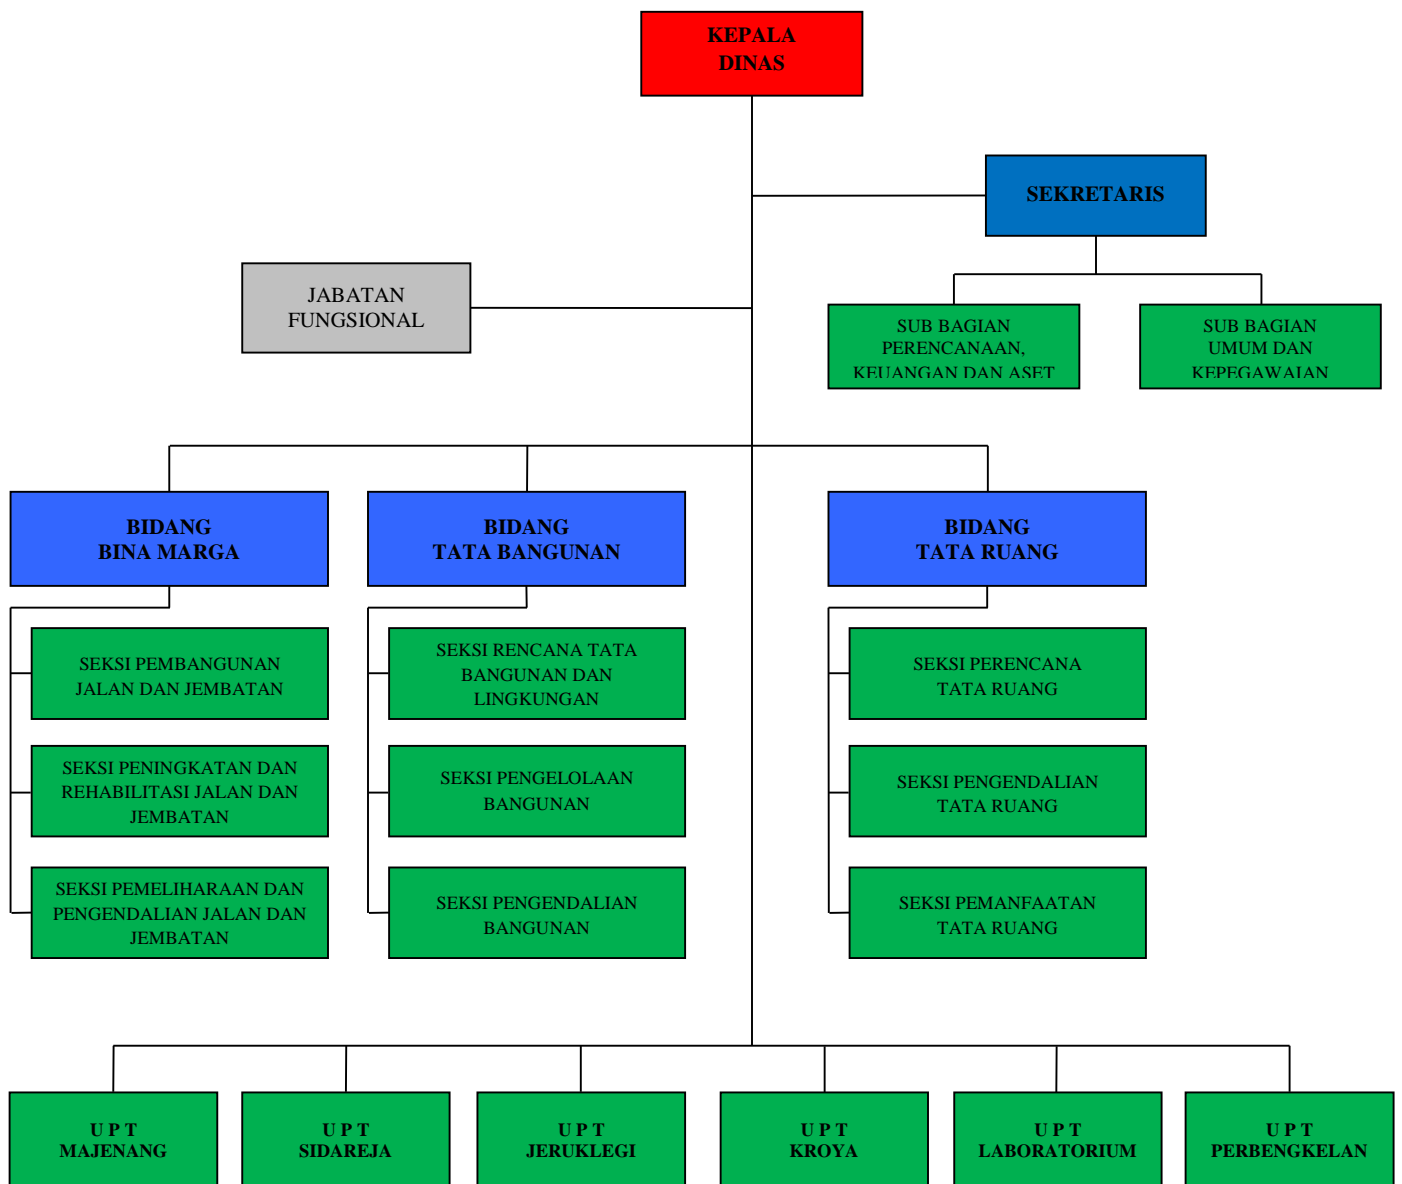 KEPALA
DINAS
SEKRETARIS
JABATAN
FUNGSIONAL
SUB BAGIAN
PERENCANAAN,
KEUANGAN DAN ASET
SUB BAGIAN
UMUM DAN
KEPEGAWAIAN
BIDANG
BINA MARGA
BIDANG
TATA BANGUNAN
BIDANG
TATA RUANG
SEKSI PEMBANGUNAN
JALAN DAN JEMBATAN
SEKSI RENCANA TATA
BANGUNAN DAN
LINGKUNGAN
SEKSI PERENCANA
TATA RUANG
SEKSI PENINGKATAN DAN
REHABILITASI JALAN DAN
JEMBATAN
SEKSI PENGELOLAAN
BANGUNAN
SEKSI PENGENDALIAN
TATA RUANG
SEKSI PEMELIHARAAN DAN
PENGENDALIAN JALAN DAN
JEMBATAN
SEKSI PENGENDALIAN
BANGUNAN
SEKSI PEMANFAATAN
TATA RUANG
U P T
MAJENANG
U P T
SIDAREJA
U P T
JERUKLEGI
U P T
KROYA
U P T
LABORATORIUM
U P T
PERBENGKELAN